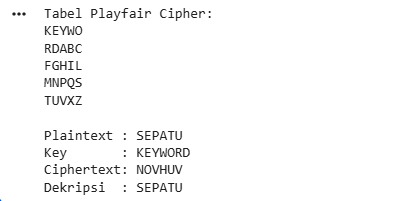 ••• Tabel Playfair Cipher:
KEYWO
RDABC
FGHIL
MNPQS
TUVXZ
Plaintext : SEPATU
Key : KEYWORD
Ciphertext: NOVHUV
Dekripsi : SEPATU